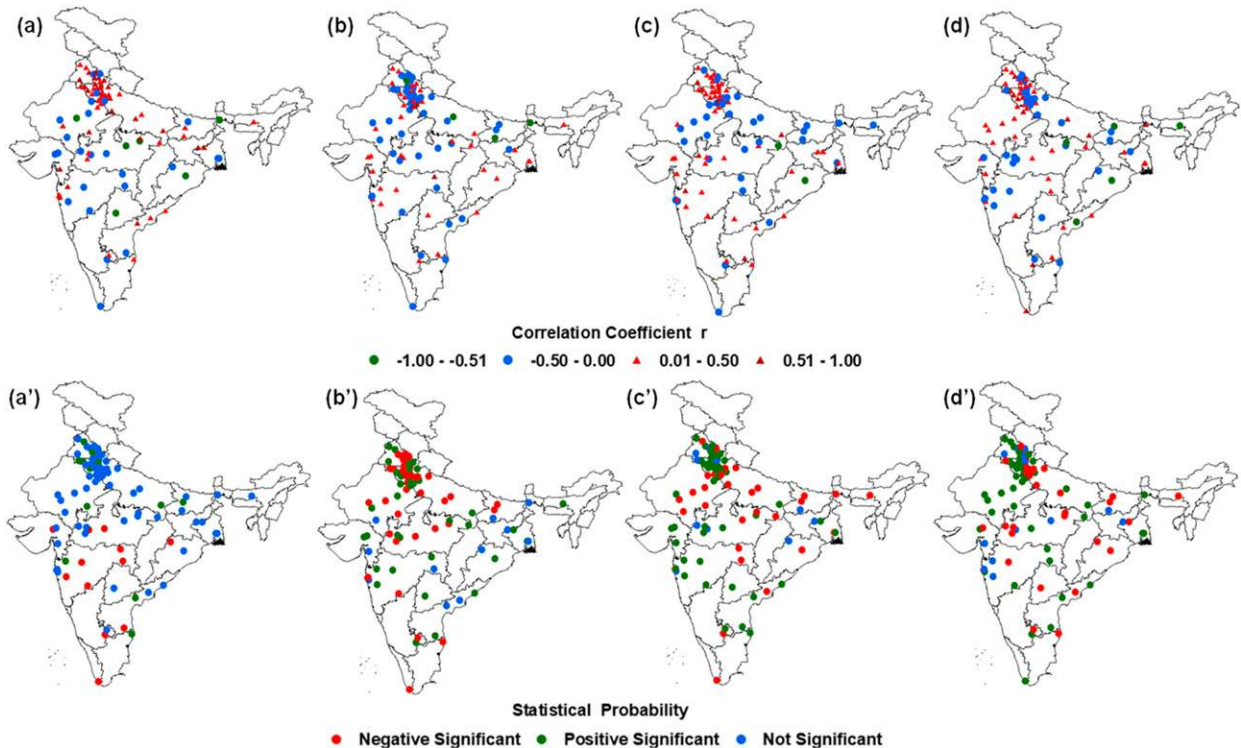 (a) (b) (c) (d)
Correlation Coefficient r
-1.00 - -0.51 -0.50 - 0.00 0.01 - 0.50 0.51 - 1.00
(a') (b') (c') (d')
Statistical Probability
Negative Significant Positive Significant Not Significant